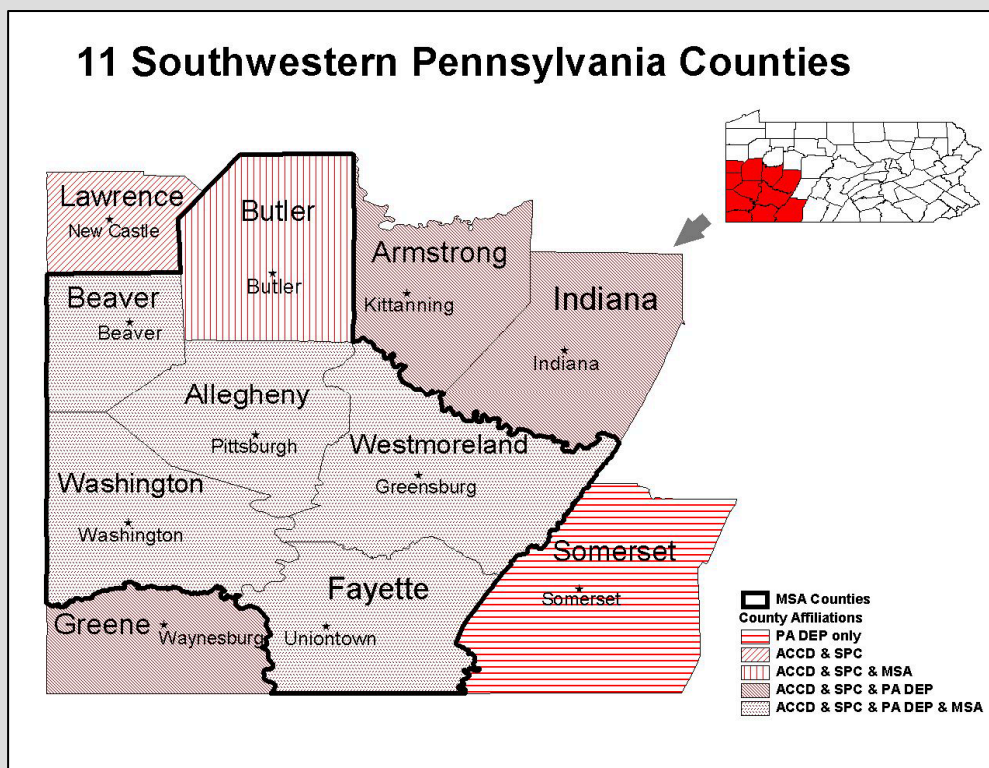 11 Southwestern Pennsylvania Counties
Lawrence
New Castle
Butler
Butler
Armstrong
Kittanning
Indiana
Indiana
Beaver
Beaver
Allegheny
Pittsburgh
Westmoreland
Greensburg
Washington
Washington
Somerset
Somerset
Fayette
Uniontown
Greene
Waynesburg
MSA Counties
County Affiliations
PA DEP only
ACCD & SPC
ACCD & SPC & MSA
ACCD & SPC & PA DEP
ACCD & SPC & PA DEP & MSA